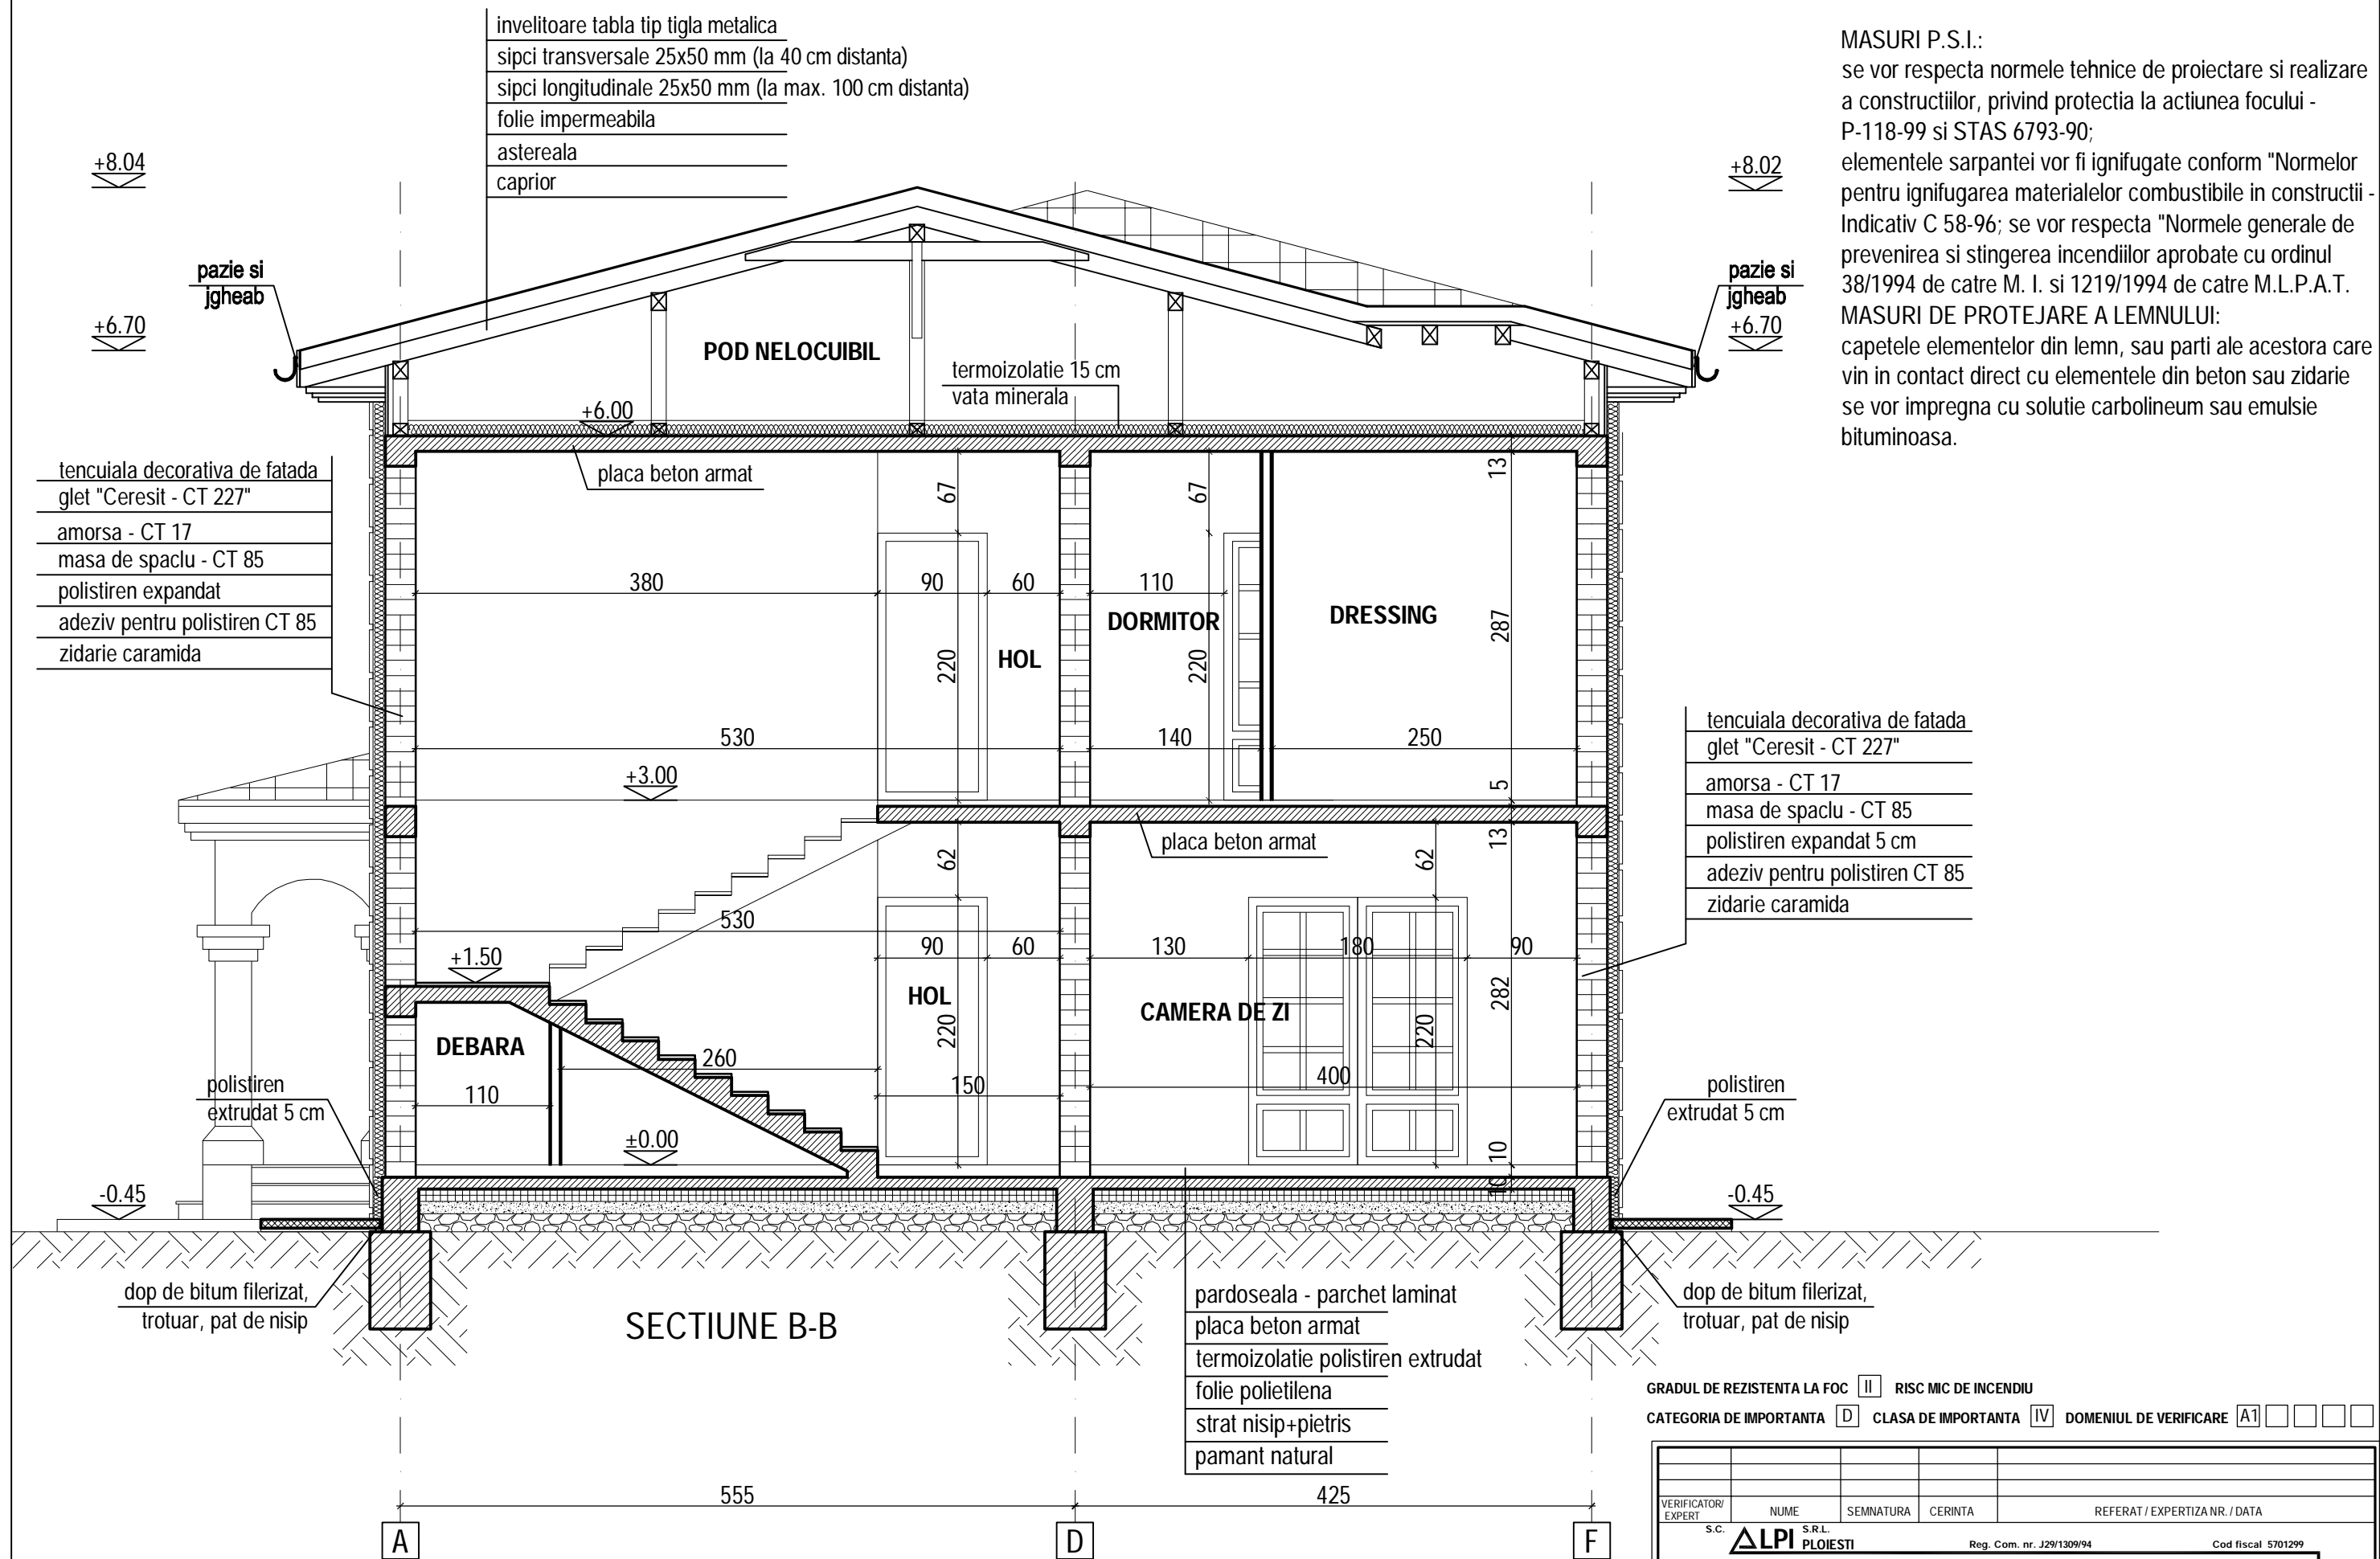 invelitoare tabla tip tigla metalica
sipci transversale 25x50 mm (la 40 cm distanta)
sipci longitudinale 25x50 mm (la max. 100 cm distanta)
folie impermeabila
astereala
caprior
MASURI P.S.I.:
se vor respecta normele tehnice de proiectare si realizare
a constructiilor, privind protectia la actiunea focului -
P-118-99 si STAS 6793-90;
elementele sarpantei vor fi ignifugate conform "Normelor
pentru ignifugarea materialelor combustibile in constructii -
Indicativ C 58-96; se vor respecta "Normele generale de
prevenirea si stingerea incendiilor aprobate cu ordinul
38/1994 de catre M. I. si 1219/1994 de catre M.L.P.A.T.
MASURI DE PROTEJARE A LEMNULUI:
capetele elementelor din lemn, sau parti ale acestora care
vin in contact direct cu elementele din beton sau zidarie
se vor impregna cu solutie carbolineum sau emulsie
bituminoasa.
+8.04
+8.02
pazie si
jgheab
+6.70
pazie si
jgheab
+6.70
POD NELOCUIBIL
termoizolatie 15 cm
vata minerala
+6.00
placa beton armat
tencuiala decorativa de fatada
glet "Ceresit - CT 227"
amorsa - CT 17
masa de spaclu - CT 85
polistiren expandat
adeziv pentru polistiren CT 85
zidarie caramida
67
67
13
380
90
60
110
DORMITOR
DRESSING
287
220
HOL
220
530
140
250
+3.00
5
tencuiala decorativa de fatada
glet "Ceresit - CT 227"
amorsa - CT 17
masa de spaclu - CT 85
polistiren expandat 5 cm
adeziv pentru polistiren CT 85
zidarie caramida
placa beton armat
62
62
13
530
90
60
130
180
90
+1.50
HOL
220
CAMERA DE ZI
220
282
DEBARA
260
110
150
400
±0.00
10
10
polistiren
extrudat 5 cm
polistiren
extrudat 5 cm
-0.45
-0.45
dop de bitum filerizat,
trotuar, pat de nisip
dop de bitum filerizat,
trotuar, pat de nisip
SECTIUNE B-B
pardoseala - parchet laminat
placa beton armat
termoizolatie polistiren extrudat
folie polietilena
strat nisip+pietris
pamant natural
555
425
A
D
F
GRADUL DE REZISTENTA LA FOC II RISC MIC DE INCENDIU
CATEGORIA DE IMPORTANTA D CLASA DE IMPORTANTA IV DOMENIUL DE VERIFICARE A1
VERIFICATOR/
EXPERT
NUME
SEMNATURA
CERINTA
REFERAT / EXPERTIZA NR. / DATA
S.C. ALPI S.R.L.
PLOIESTI
Reg. Com. nr. J29/1309/94
Cod fiscal 5701299